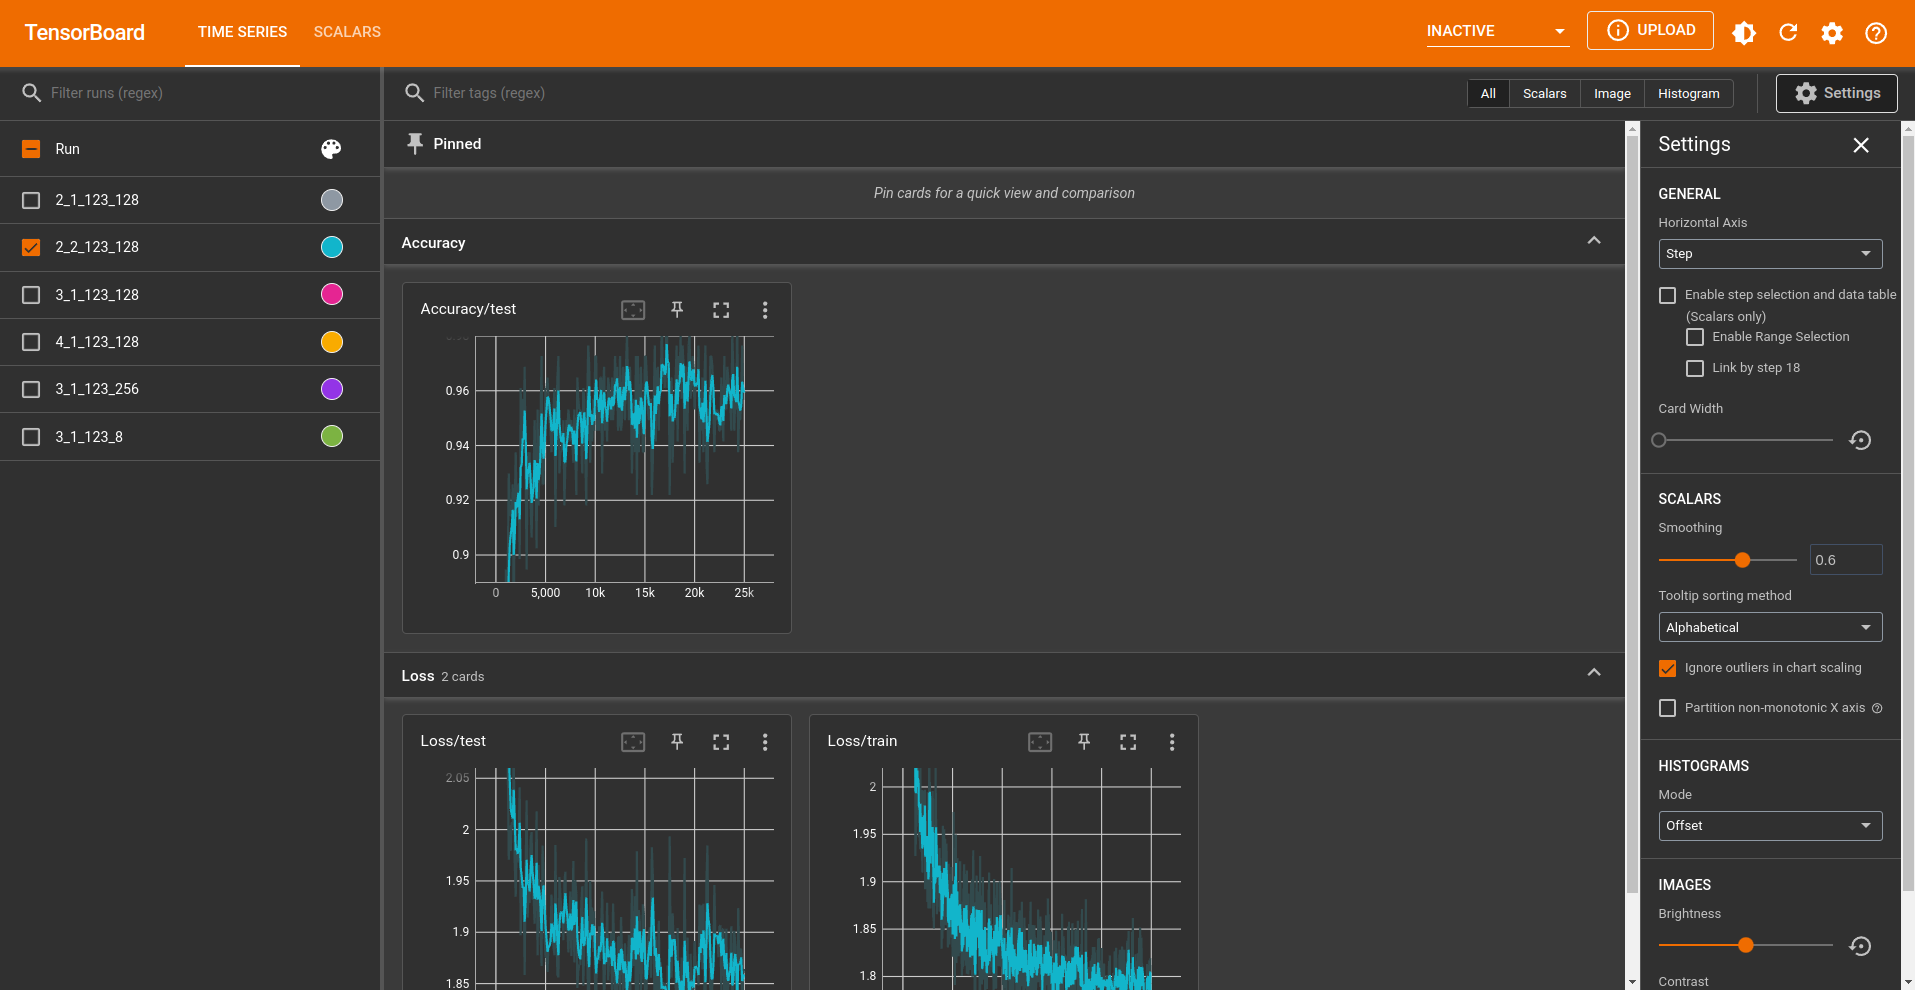 TensorBoard
TIME SERIES
SCALARS
INACTIVE
UPLOAD
Filter runs (regex)
Filter tags (regex)
All
Scalars
Image
Histogram
Settings
Run
2_1_123_128
2_2_123_128
3_1_123_128
4_1_123_128
3_1_123_256
3_1_123_8
Pinned
Pin cards for a quick view and comparison
Accuracy
Accuracy/test
0.96
0.94
0.92
0.9
0 5,000 10k 15k 20k 25k
Loss 2 cards
Loss/test
2.05
2
1.95
1.9
1.85
Loss/train
2
1.95
1.9
1.85
1.8
Settings
GENERAL
Horizontal Axis
Step
Enable step selection and data table
(Scalars only)
Enable Range Selection
Link by step 18
Card Width
SCALARS
Smoothing
0.6
Tooltip sorting method
Alphabetical
Ignore outliers in chart scaling
Partition non-monotonic X axis
HISTOGRAMS
Mode
Offset
IMAGES
Brightness
Contrast